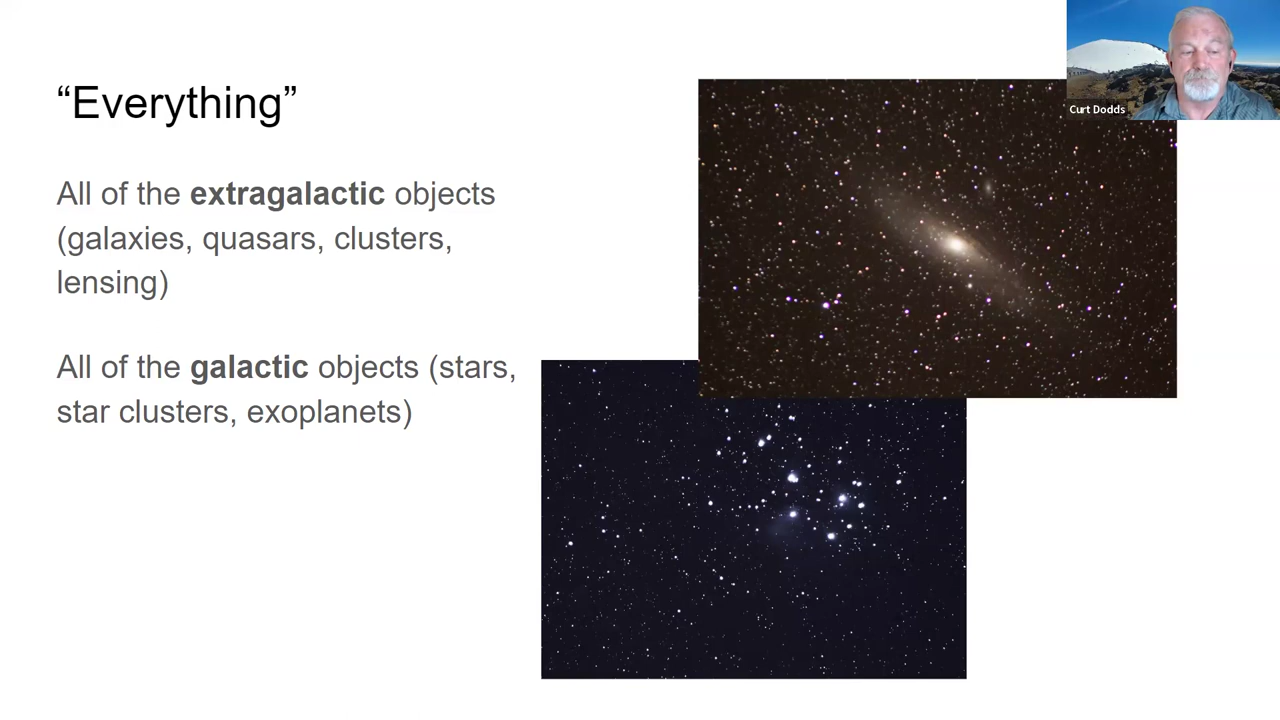 “Everything”
All of the extragalactic objects
(galaxies, quasars, clusters,
lensing)
All of the galactic objects (stars,
star clusters, exoplanets)
Curt Dodds